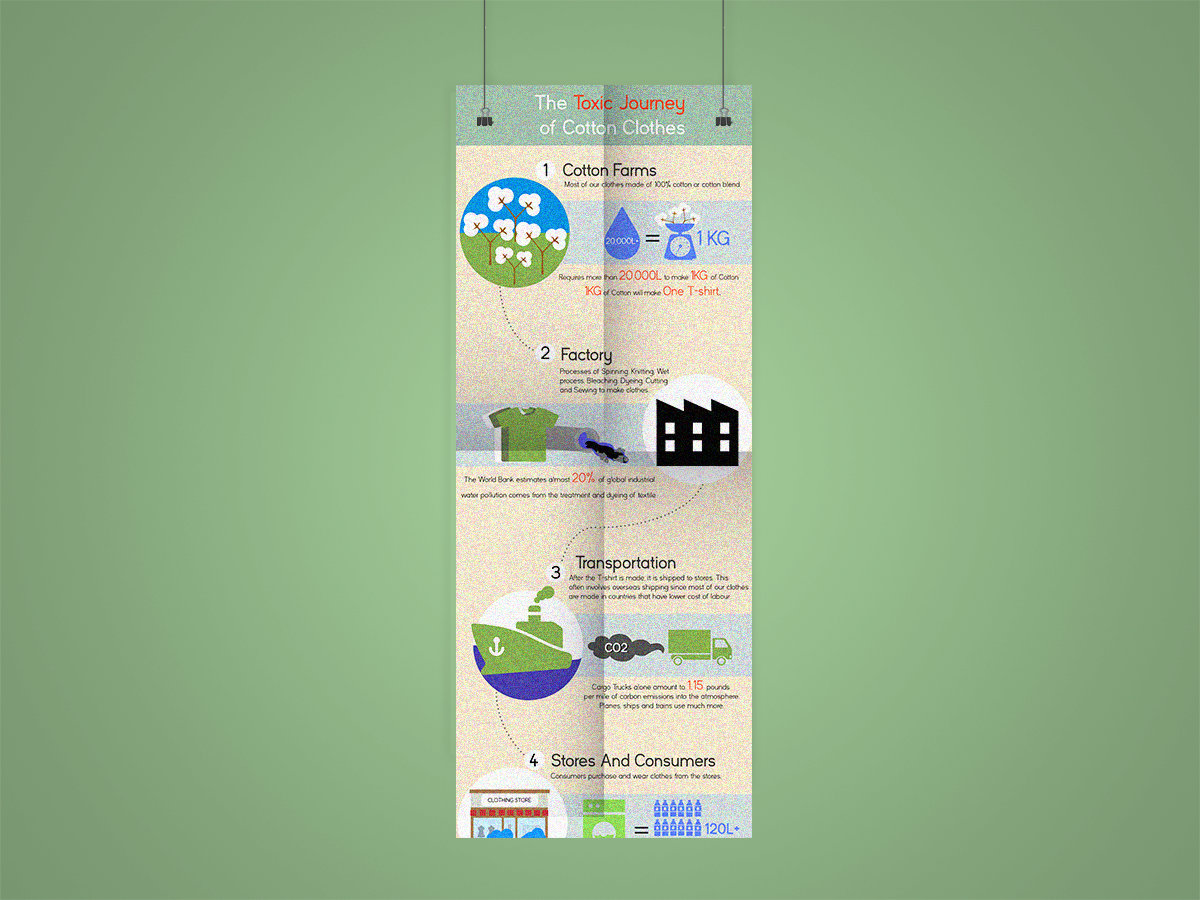 The Toxic Journey
of Cotton Clothes
1 Cotton Farms
Most of our clothes made of 100% cotton or cotton blend
20,000L+ = 1 KG
Requires more than 20,000L to make 1KG of Cotton
1KG of Cotton will make One T-shirt.
2 Factory
Processes of Spinning, Knitting, Wet
process, Bleaching, Dyeing, Cutting
and Sewing to make clothes.
The World Bank estimates almost 20% of global industrial
water pollution comes from the treatment and dyeing of textile
3 Transportation
After the T-shirt is made, it is shipped to stores. This
often involves overseas shipping since most of our clothes
are made in countries that have lower cost of labour
CO2
Cargo Trucks alone amount to 1.15 pounds
per mile of carbon emissions into the atmosphere.
Planes, ships and trains use much more.
4 Stores And Consumers
Consumers purchase and wear clothes from the stores.
CLOTHING STORE
= 120L+